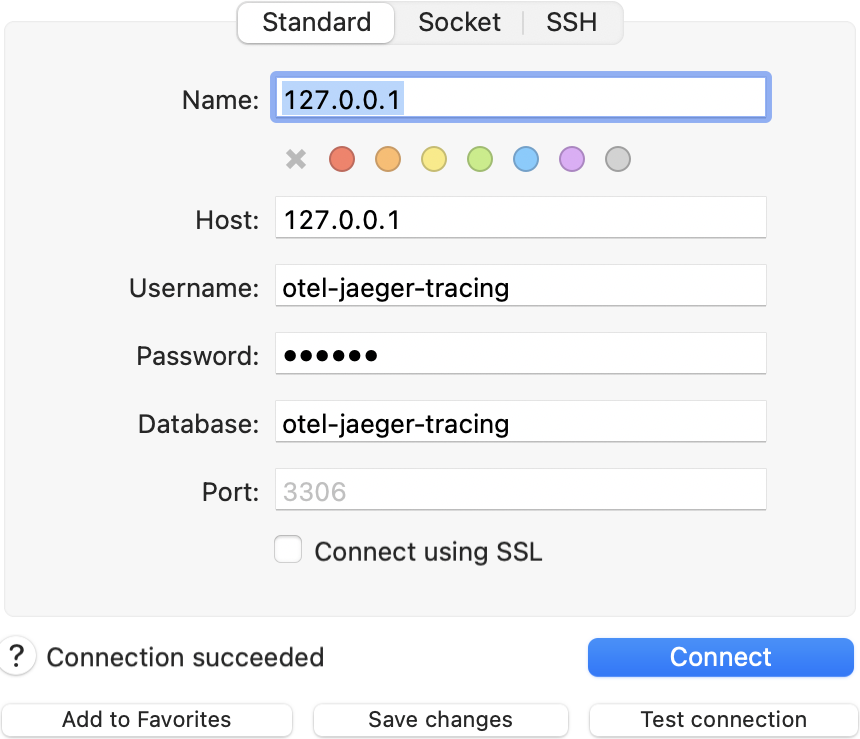 Standard Socket SSH
Name: 127.0.0.1
Host: 127.0.0.1
Username: otel-jaeger-tracing
Password: ••••••
Database: otel-jaeger-tracing
Port: 3306
Connect using SSL
? Connection succeeded Connect
Add to Favorites Save changes Test connection